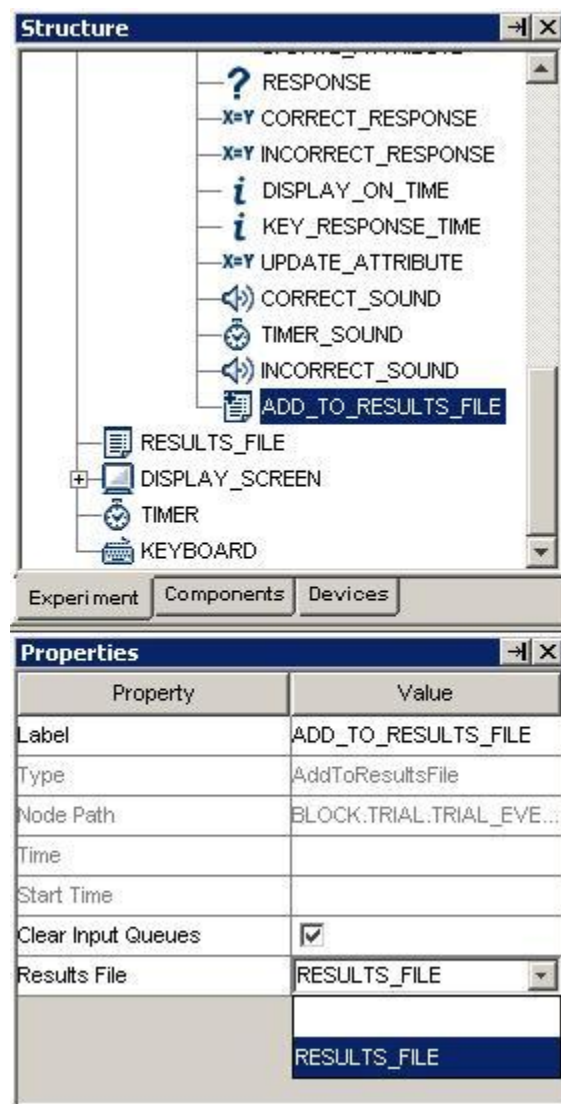 Structure
RESPONSE
X=Y CORRECT_RESPONSE
X=Y INCORRECT_RESPONSE
DISPLAY_ON_TIME
KEY_RESPONSE_TIME
X=Y UPDATE_ATTRIBUTE
CORRECT_SOUND
TIMER_SOUND
INCORRECT_SOUND
ADD_TO_RESULTS_FILE
RESULTS_FILE
DISPLAY_SCREEN
TIMER
KEYBOARD
Experiment Components Devices
Properties
Property Value
Label ADD_TO_RESULTS_FILE
Type AddToResultsFile
Node Path BLOCK.TRIAL.TRIAL_EVE...
Time
Start Time
Clear Input Queues
Results File RESULTS_FILE
RESULTS_FILE